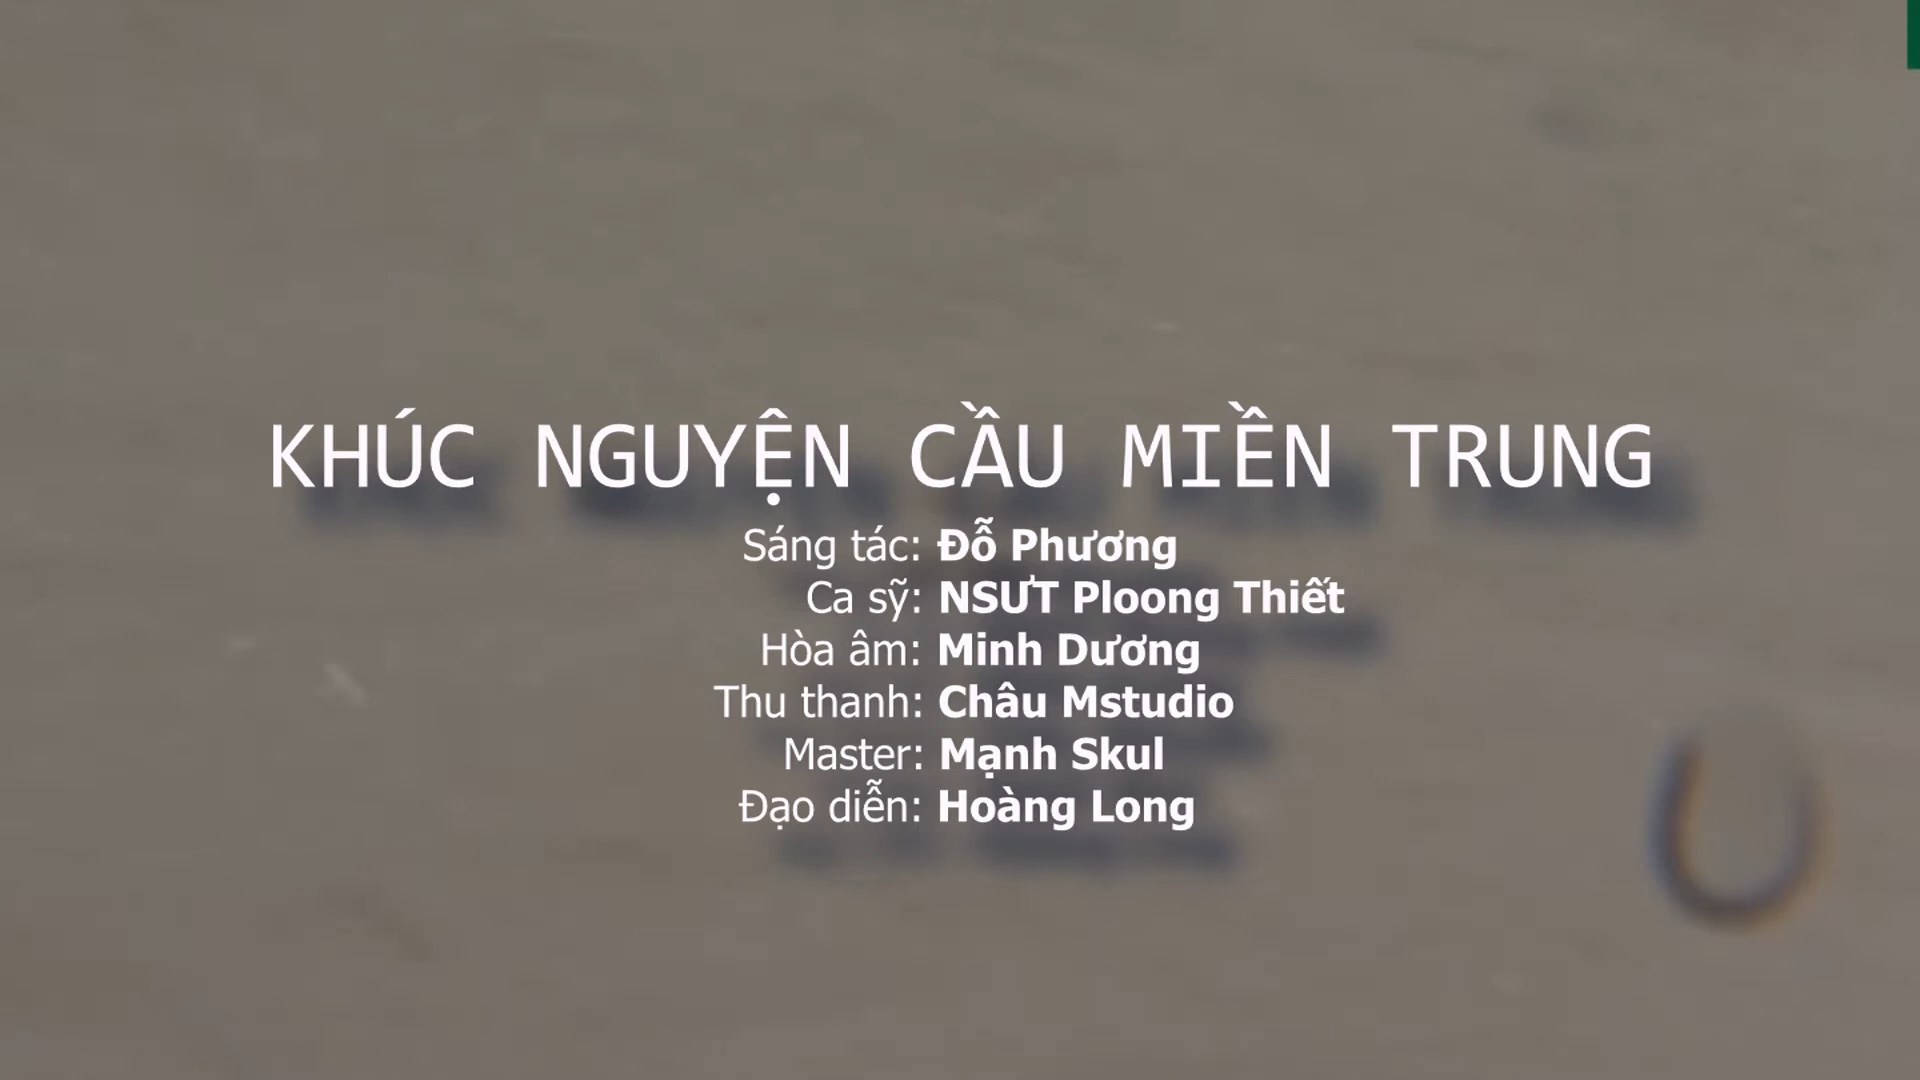 KHÚC NGUYỆN CẦU MIỀN TRUNG
Sáng tác: Đỗ Phương
Ca sỹ: NSƯT Ploong Thiết
Hòa âm: Minh Dương
Thu thanh: Châu Mstudio
Master: Mạnh Skul
Đạo diễn: Hoàng Long